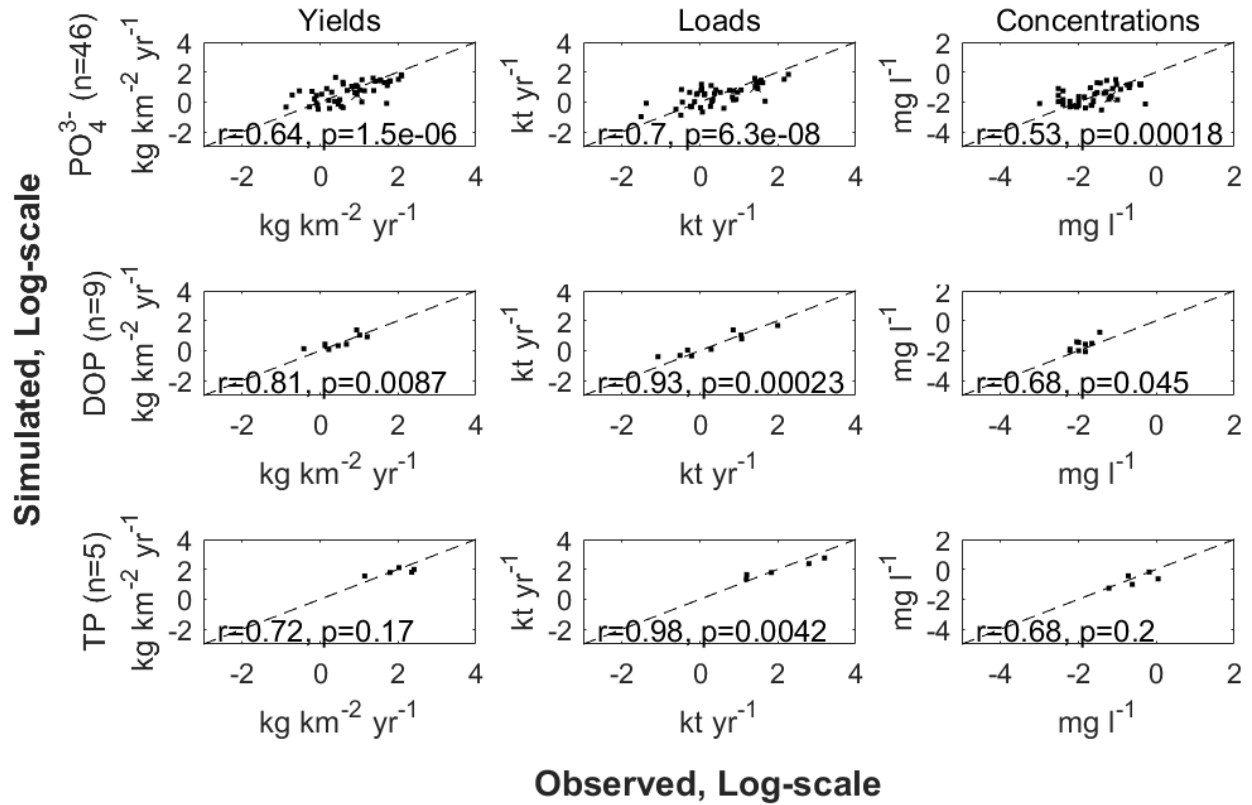 Yields Loads Concentrations
Simulated, Log-scale
PO₄³⁻ (n=46)
kg km⁻² yr⁻¹
4
2
0
-2
r=0.64, p=1.5e-06
-2 0 2 4
kg km⁻² yr⁻¹
kt yr⁻¹
4
2
0
-2
r=0.7, p=6.3e-08
-2 0 2 4
kt yr⁻¹
mg l⁻¹
2
0
-2
-4
r=0.53, p=0.00018
-4 -2 0 2
mg l⁻¹
DOP (n=9)
kg km⁻² yr⁻¹
4
2
0
-2
r=0.81, p=0.0087
-2 0 2 4
kg km⁻² yr⁻¹
kt yr⁻¹
4
2
0
-2
r=0.93, p=0.00023
-2 0 2 4
kt yr⁻¹
mg l⁻¹
2
0
-2
-4
r=0.68, p=0.045
-4 -2 0 2
mg l⁻¹
TP (n=5)
kg km⁻² yr⁻¹
4
2
0
-2
r=0.72, p=0.17
-2 0 2 4
kg km⁻² yr⁻¹
kt yr⁻¹
4
2
0
-2
r=0.98, p=0.0042
-2 0 2 4
kt yr⁻¹
mg l⁻¹
2
0
-2
-4
r=0.68, p=0.2
-4 -2 0 2
mg l⁻¹
Observed, Log-scale